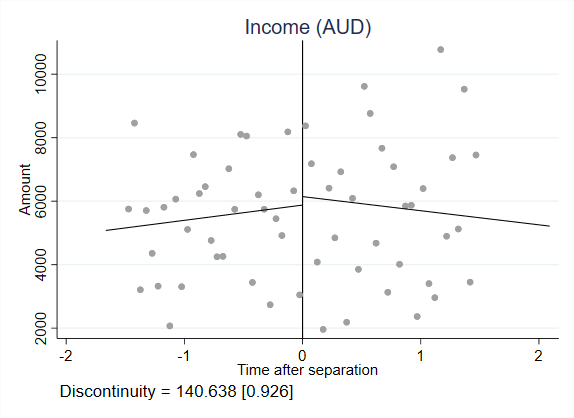 Income (AUD)
Amount
10000
8000
6000
4000
2000
-2 -1 0 1 2
Time after separation
Discontinuity = 140.638 [0.926]